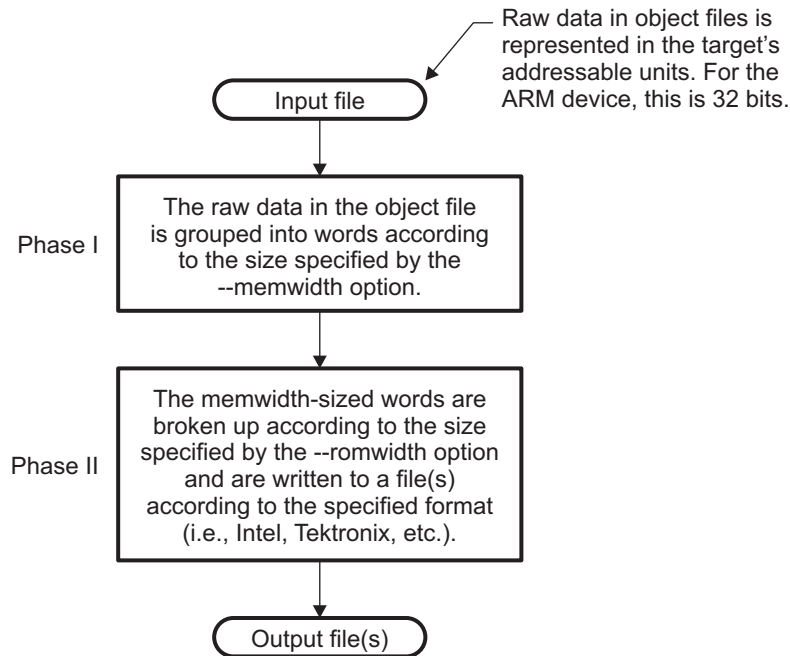 Raw data in object files is
represented in the target's
addressable units. For the
ARM device, this is 32 bits.
Input file
Phase I
The raw data in the object file
is grouped into words according
to the size specified by the
--memwidth option.
Phase II
The memwidth-sized words are
broken up according to the size
specified by the --romwidth option
and are written to a file(s)
according to the specified format
(i.e., Intel, Tektronix, etc.).
Output file(s)